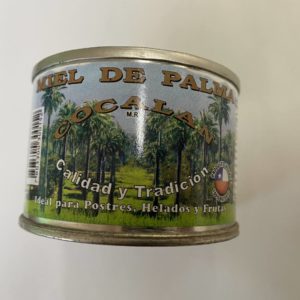 MIEL DE PALMA
COCALAN
M.R.
Calidad y Tradición
Ideal para Postres, Helados y Frutas